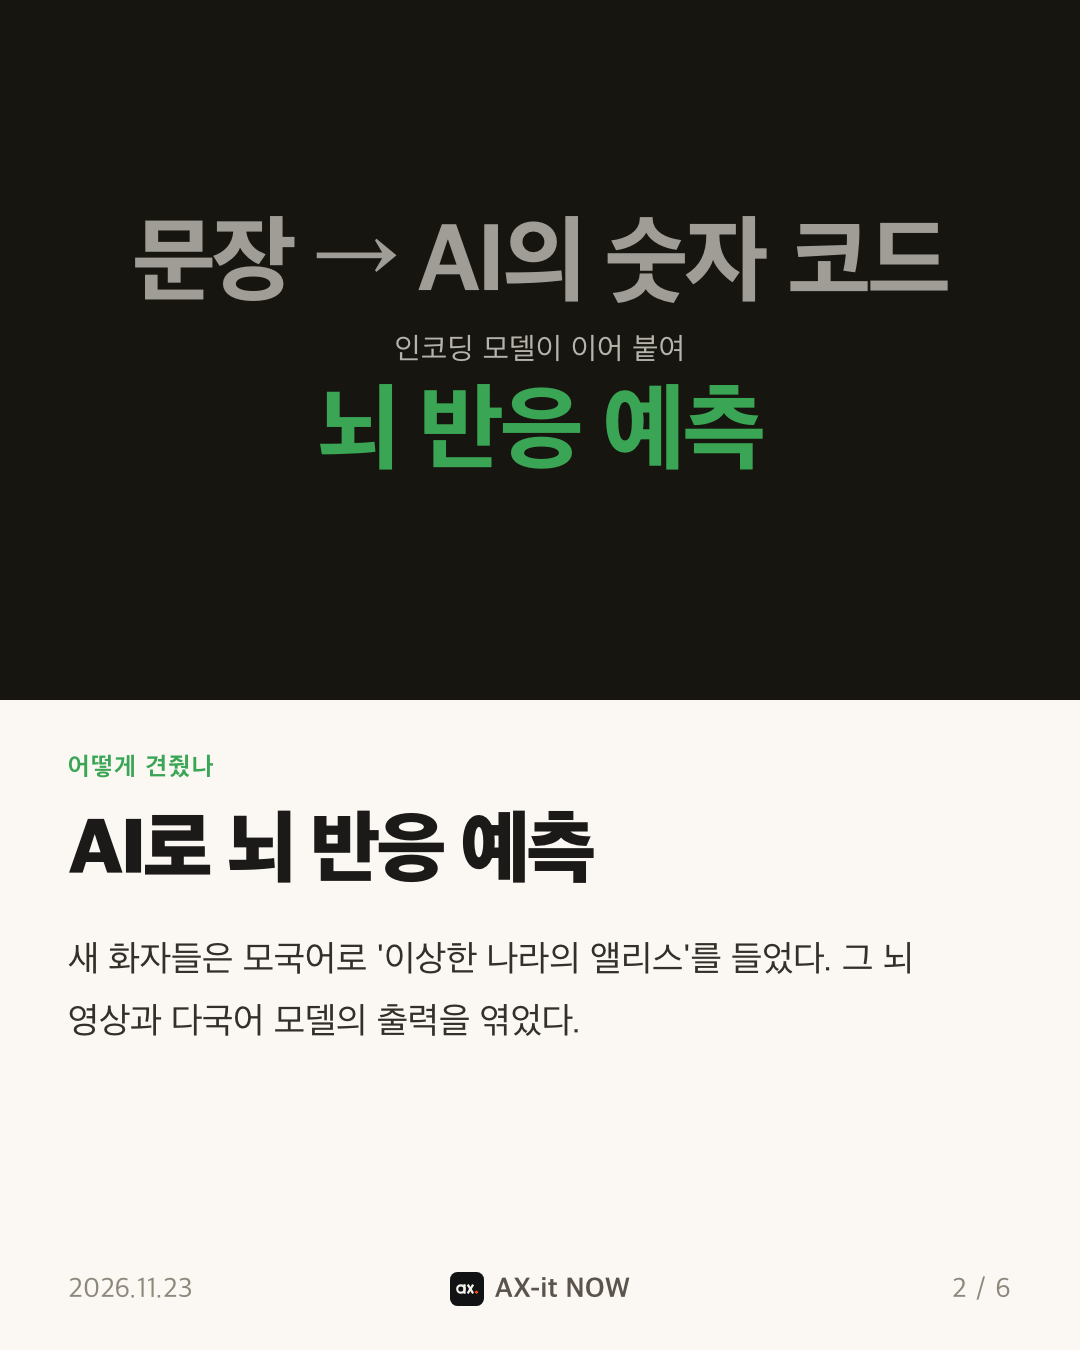 문장 → AI의 숫자 코드
인코딩 모델이 이어 붙여
뇌 반응 예측
어떻게 견줬나
AI로 뇌 반응 예측
새 화자들은 모국어로 '이상한 나라의 앨리스'를 들었다. 그 뇌
영상과 다국어 모델의 출력을 엮었다.
2026.11.23
ax. AX-it NOW
2 / 6